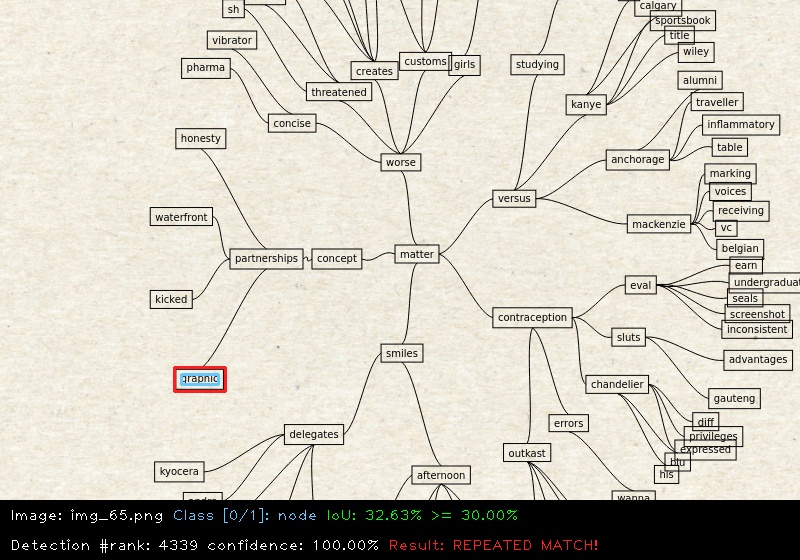 calgary
sh
sportsbook
title
vibrator
wiley
customs
girls
studying
pharma
creates
alumni
threatened
traveller
kanye
concise
inflammatory
honesty
table
anchorage
worse
marking
voices
versus
receiving
waterfront
mackenzie
vc
belgian
matter
partnerships
concept
earn
undergraduat
eval
seals
kicked
screenshot
contraception
inconsistent
sluts
smiles
advantages
graphic
chandelier
gauteng
diff
errors
delegates
privileges
expressed
outkast
blu
kyocera
afternoon
his
wanna
Image: img_65.png Class [0/1]: node IoU: 32.63% >= 30.00%
Detection #rank: 4339 confidence: 100.00% Result: REPEATED MATCH!